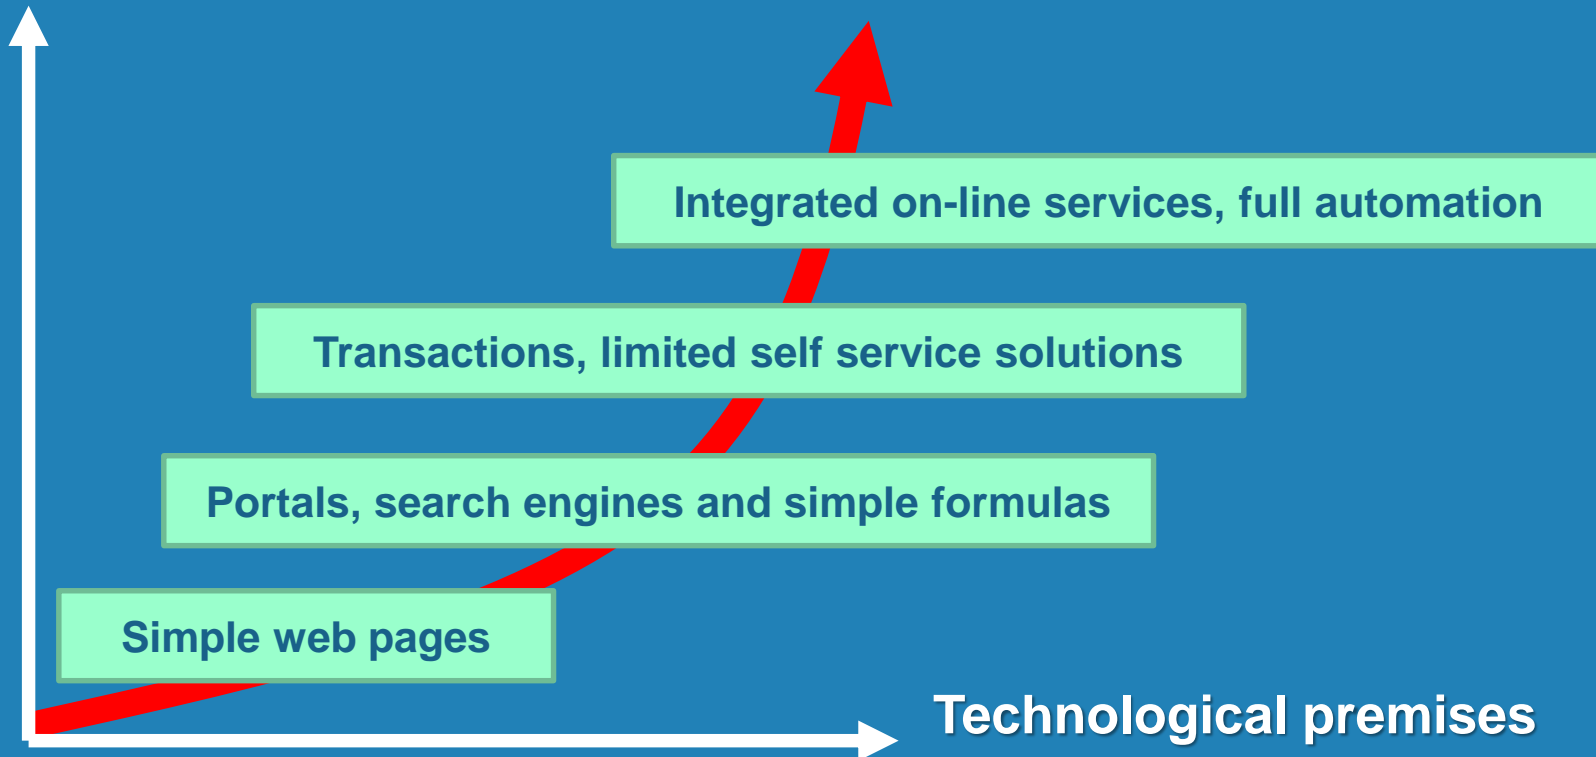 Integrated on-line services, full automation
Transactions, limited self service solutions
Portals, search engines and simple formulas
Simple web pages
Technological premises